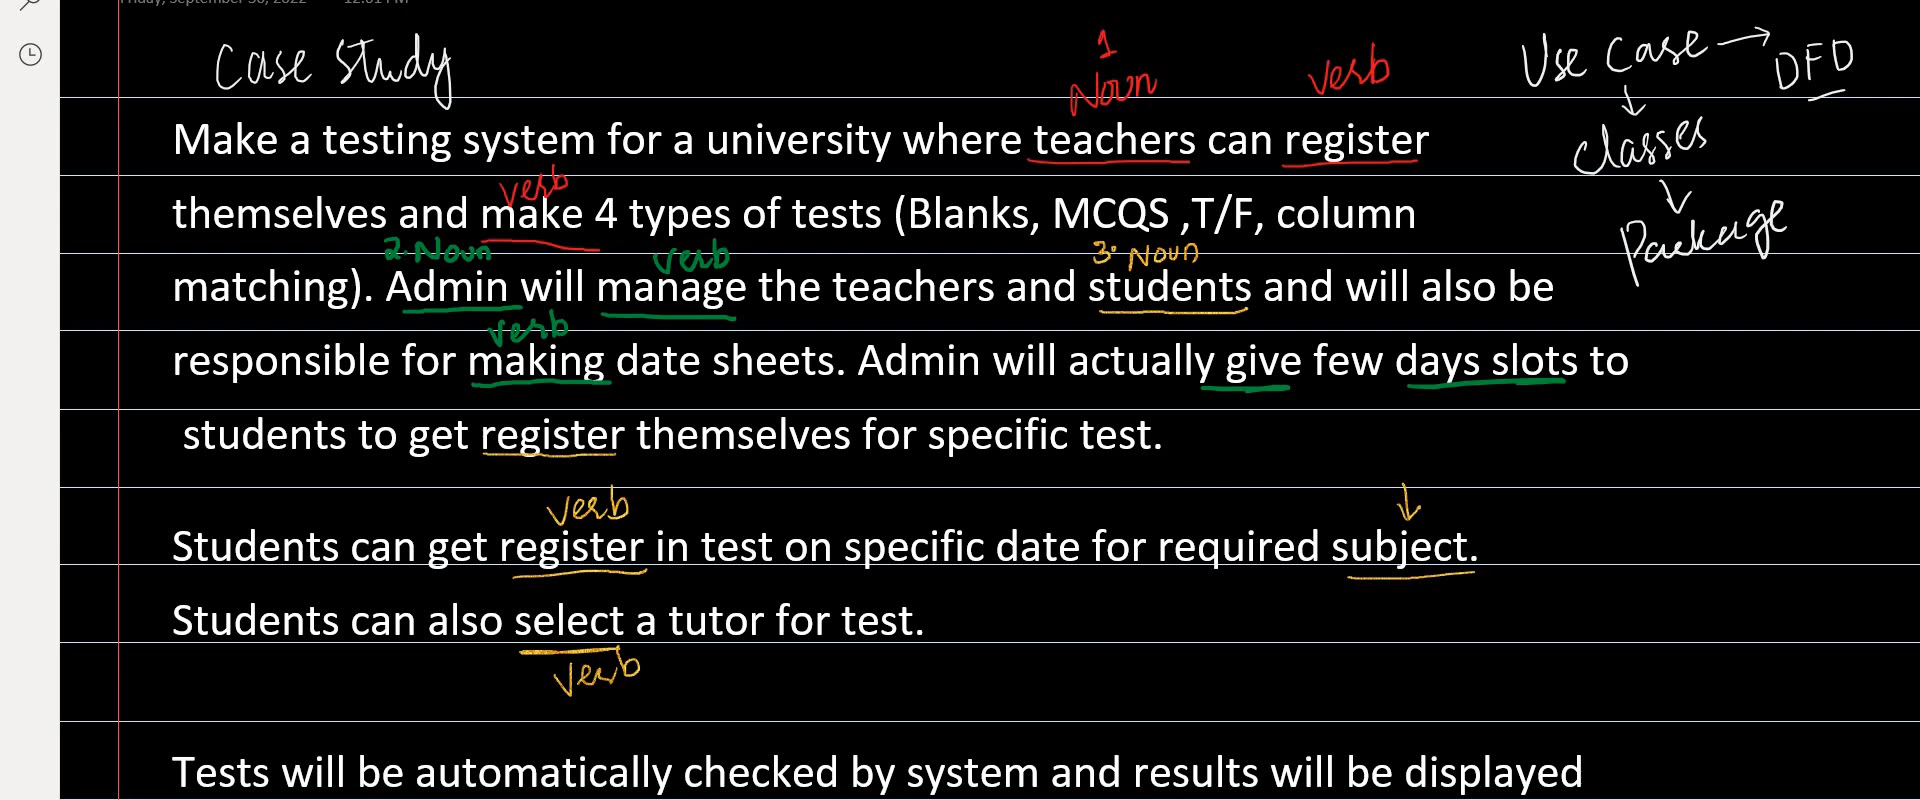 Case Study
1
Noun
verb
Use Case → DFD
↓
Classes
↓
Package
Make a testing system for a university where teachers can register
verb
themselves and make 4 types of tests (Blanks, MCQS ,T/F, column
2. Noun verb 3. Noun
matching). Admin will manage the teachers and students and will also be
verb
responsible for making date sheets. Admin will actually give few days slots to
students to get register themselves for specific test.
verb ↓
Students can get register in test on specific date for required subject.
Students can also select a tutor for test.
verb
Tests will be automatically checked by system and results will be displayed